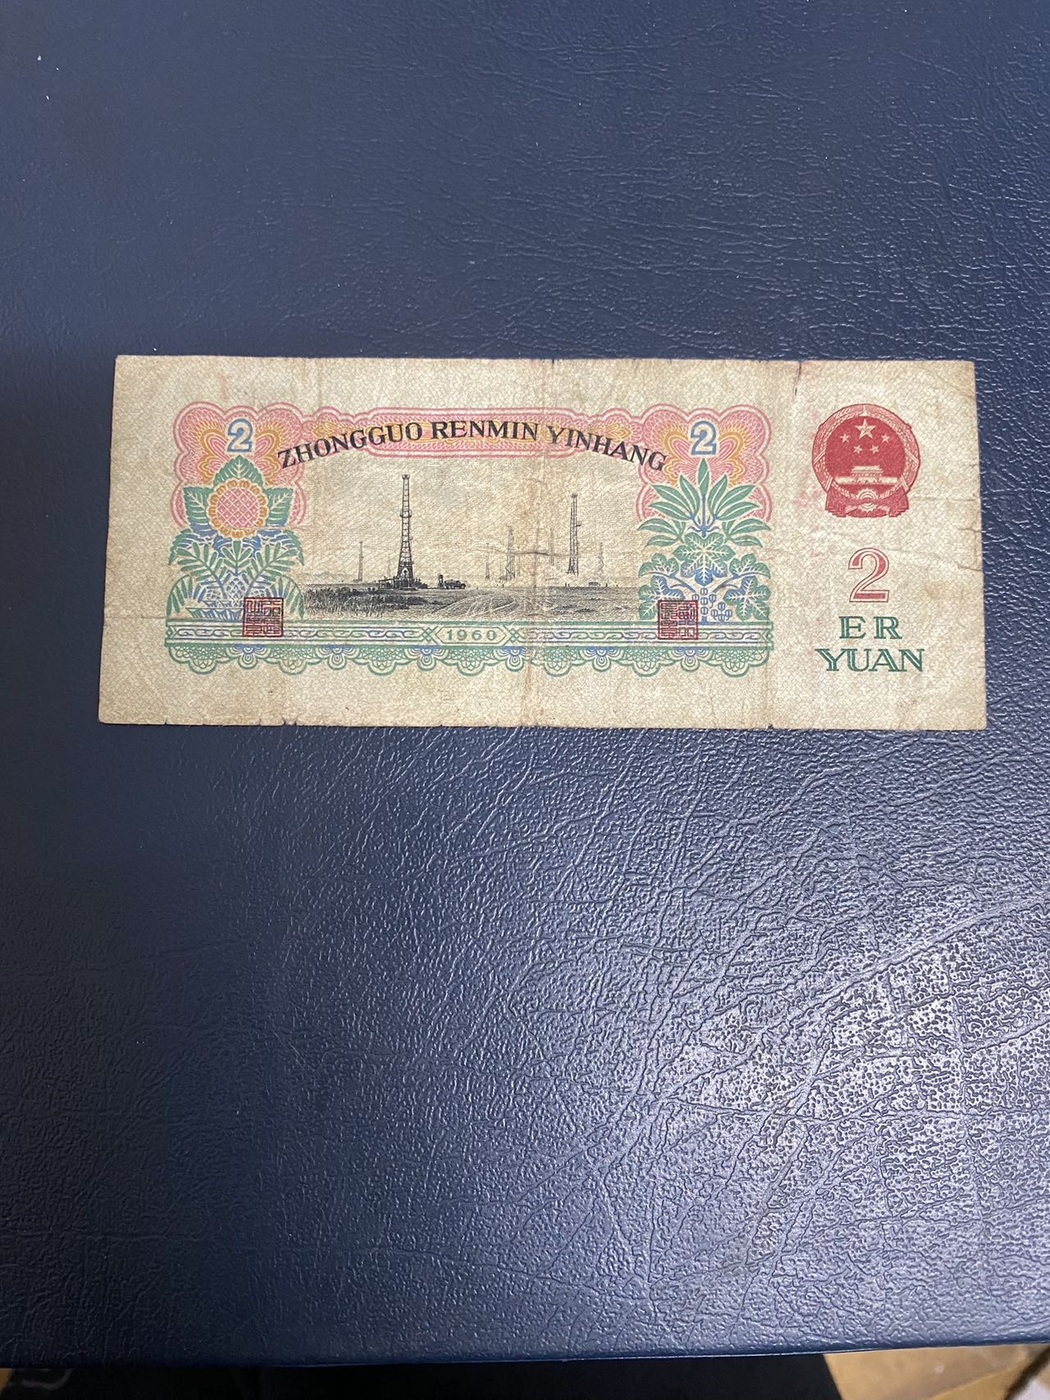 2
ZHONGGUO RENMIN YINHANG
2
1960
2
ER
YUAN